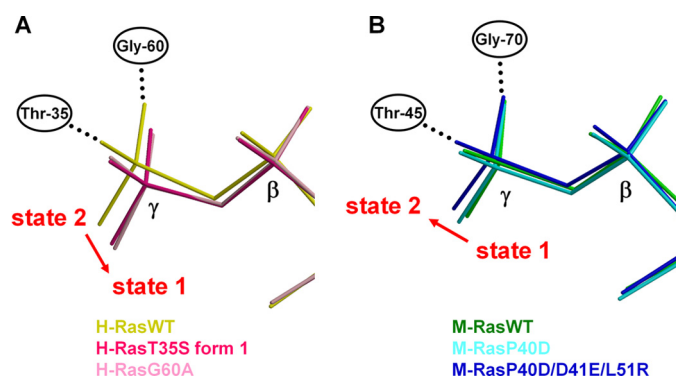 A
Gly-60
Thr-35
γ
β
state 2
state 1
H-RasWT
H-RasT35S form 1
H-RasG60A
B
Gly-70
Thr-45
γ
β
state 2
state 1
M-RasWT
M-RasP40D
M-RasP40D/D41E/L51R